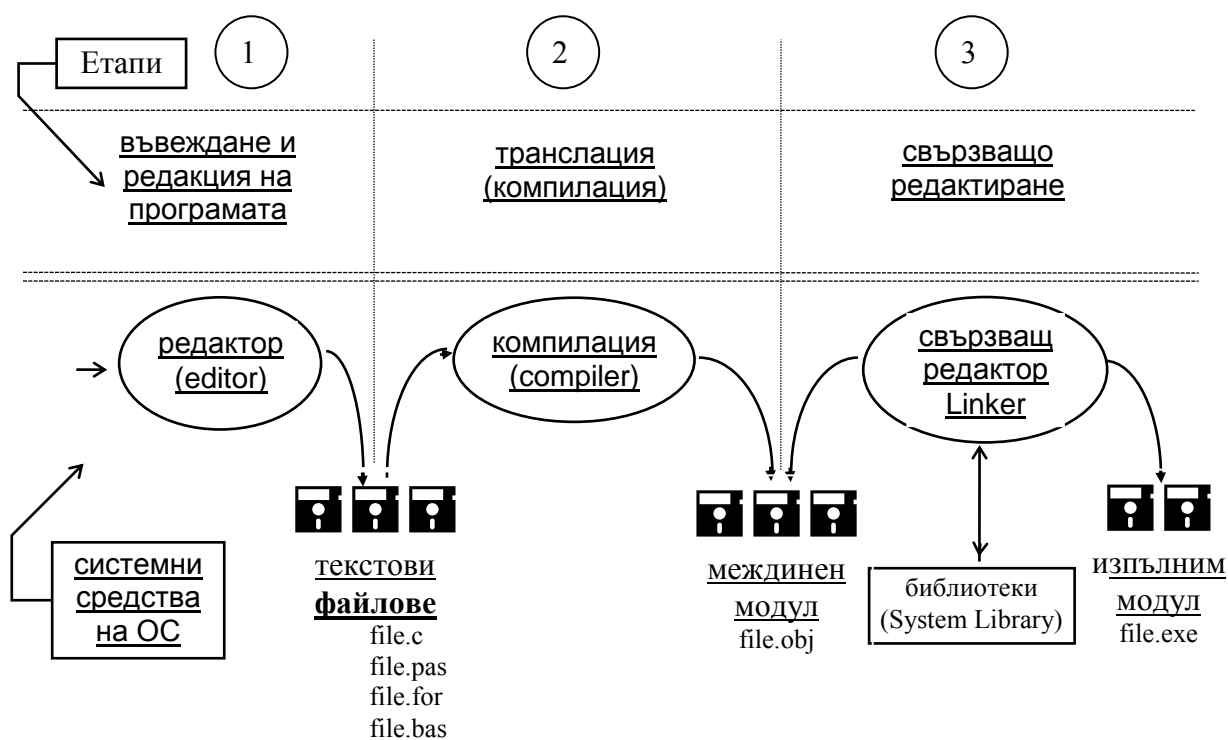 Етапи
1
2
3
въвеждане и
редакция на
програмата
транслация
(компилация)
свързващо
редактиране
редактор
(editor)
компилация
(compiler)
свързващ
редактор
Linker
системни
средства
на ОС
текстови
файлове
file.c
file.pas
file.for
file.bas
междинен
модул
file.obj
библиотеки
(System Library)
изпълним
модул
file.exe